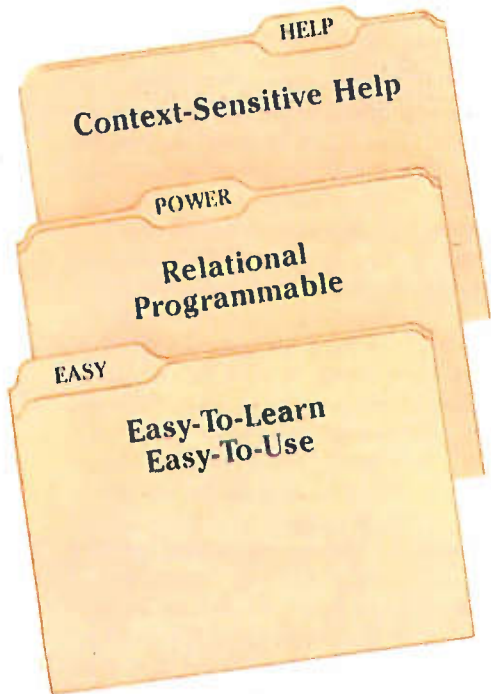 HELP
Context-Sensitive Help
POWER
Relational
Programmable
EASY
Easy-To-Learn
Easy-To-Use